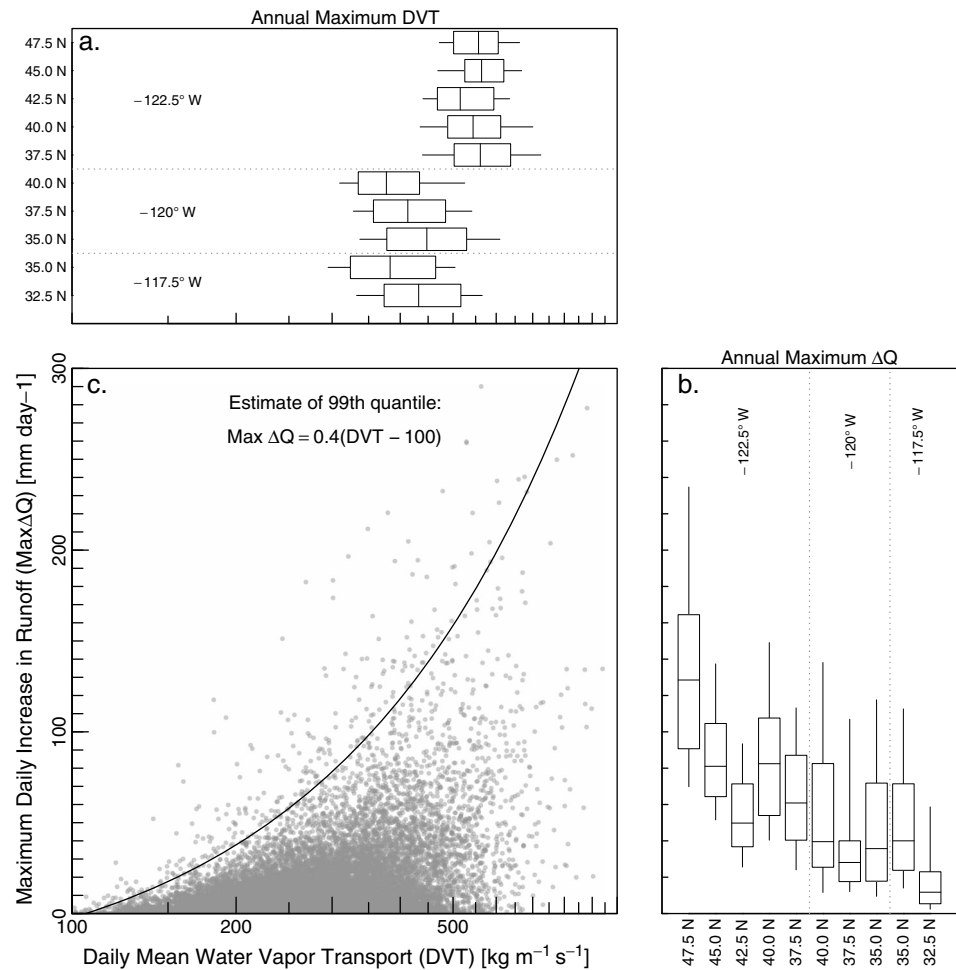 Annual Maximum DVT
a.
47.5 N
45.0 N
42.5 N
40.0 N
37.5 N
40.0 N
37.5 N
35.0 N
35.0 N
32.5 N
−122.5° W
−120° W
−117.5° W
100
200
500
c.
Estimate of 99th quantile:
Max ΔQ = 0.4(DVT − 100)
Maximum Daily Increase in Runoff (MaxΔQ) [mm day−1]
300
200
100
0
100
200
500
Daily Mean Water Vapor Transport (DVT) [kg m⁻¹ s⁻¹]
Annual Maximum ΔQ
b.
−122.5° W
−120° W
−117.5° W
47.5 N
45.0 N
42.5 N
40.0 N
37.5 N
40.0 N
37.5 N
35.0 N
35.0 N
32.5 N